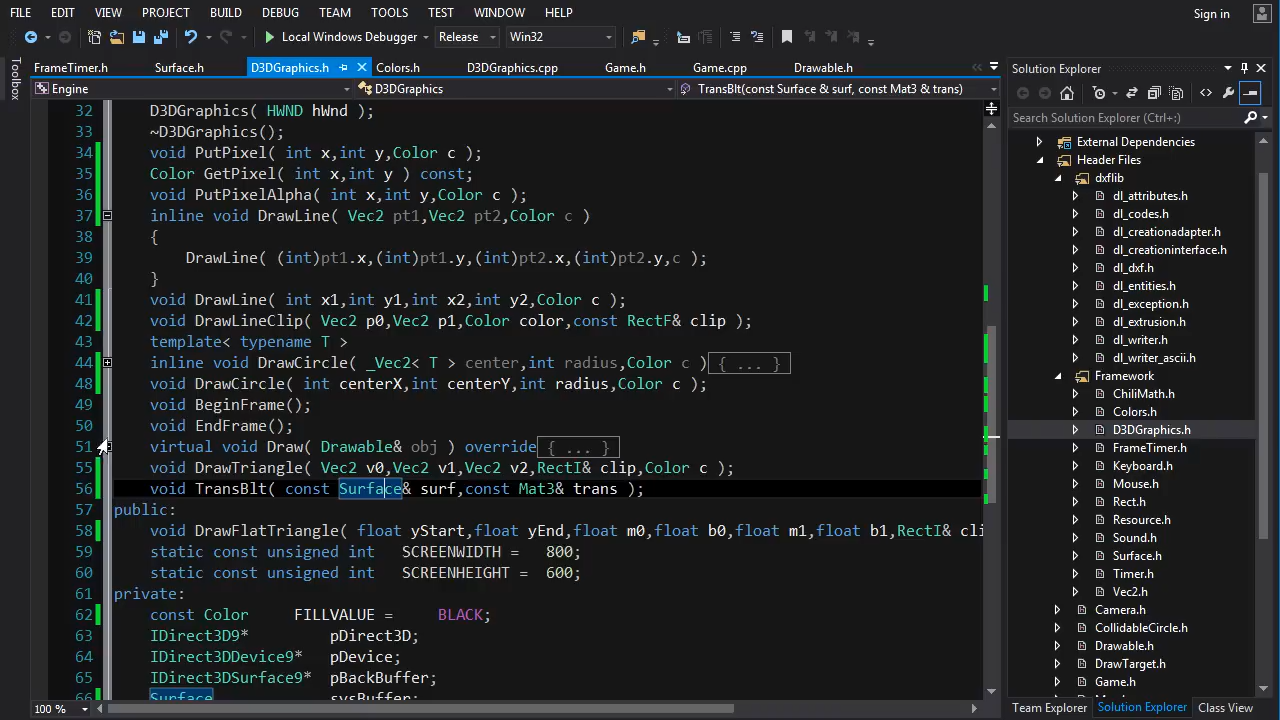 FILE EDIT VIEW PROJECT BUILD DEBUG TEAM TOOLS TEST WINDOW HELP Sign in
Local Windows Debugger Release Win32
FrameTimer.h Surface.h D3DGraphics.h Colors.h D3DGraphics.cpp Game.h Game.cpp Drawable.h
Toolbox
Engine D3DGraphics TransBlt(const Surface & surf, const Mat3 & trans)
32 D3DGraphics( HWND hWnd );
33 ~D3DGraphics();
34 void PutPixel( int x,int y,Color c );
35 Color GetPixel( int x,int y ) const;
36 void PutPixelAlpha( int x,int y,Color c );
37 inline void DrawLine( Vec2 pt1,Vec2 pt2,Color c )
38 {
39 DrawLine( (int)pt1.x,(int)pt1.y,(int)pt2.x,(int)pt2.y,c );
40 }
41 void DrawLine( int x1,int y1,int x2,int y2,Color c );
42 void DrawLineClip( Vec2 p0,Vec2 p1,Color color,const RectF& clip );
43 template< typename T >
44 inline void DrawCircle( _Vec2< T > center,int radius,Color c ){ ... }
48 void DrawCircle( int centerX,int centerY,int radius,Color c );
49 void BeginFrame();
50 void EndFrame();
51 virtual void Draw( Drawable& obj ) override{ ... }
55 void DrawTriangle( Vec2 v0,Vec2 v1,Vec2 v2,RectI& clip,Color c );
56 void TransBlt( const Surface& surf,const Mat3& trans );
57 public:
58 void DrawFlatTriangle( float yStart,float yEnd,float m0,float b0,float m1,float b1,RectI& cli
59 static const unsigned int SCREENWIDTH = 800;
60 static const unsigned int SCREENHEIGHT = 600;
61 private:
62 const Color FILLVALUE = BLACK;
63 IDirect3D9* pDirect3D;
64 IDirect3DDevice9* pDevice;
65 IDirect3DSurface9* pBackBuffer;
66 Surface sysBuffer;
100 %
Solution Explorer
Search Solution Explorer (Ctrl+;)
External Dependencies
Header Files
dxflib
dl_attributes.h
dl_codes.h
dl_creationadapter.h
dl_creationinterface.h
dl_dxf.h
dl_entities.h
dl_exception.h
dl_extrusion.h
dl_writer.h
dl_writer_ascii.h
Framework
ChiliMath.h
Colors.h
D3DGraphics.h
FrameTimer.h
Keyboard.h
Mouse.h
Rect.h
Resource.h
Sound.h
Surface.h
Timer.h
Vec2.h
Camera.h
CollidableCircle.h
Drawable.h
DrawTarget.h
Game.h
Team Explorer Solution Explorer Class View